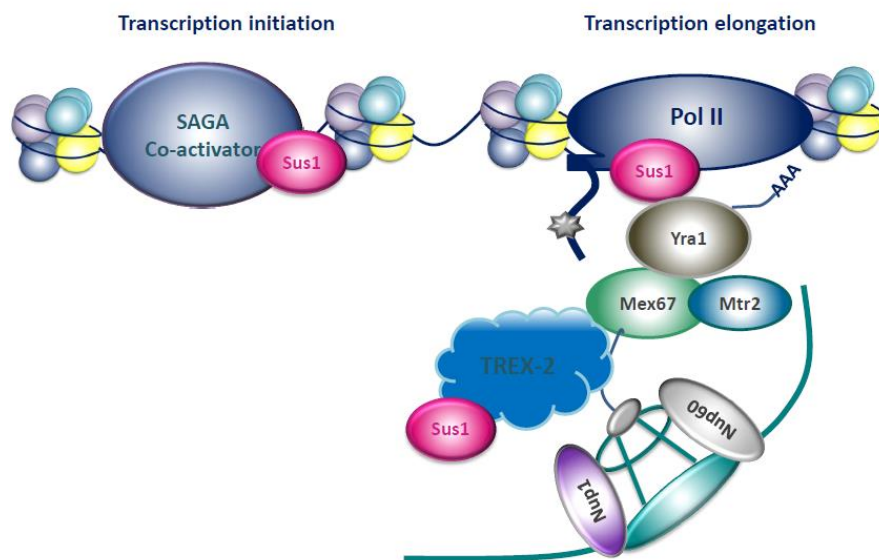 Transcription initiation
Transcription elongation
SAGA
Co-activator
Sus1
Pol II
Sus1
AAA
Yra1
Mex67
Mtr2
TREX-2
Sus1
Nup60
Nup1